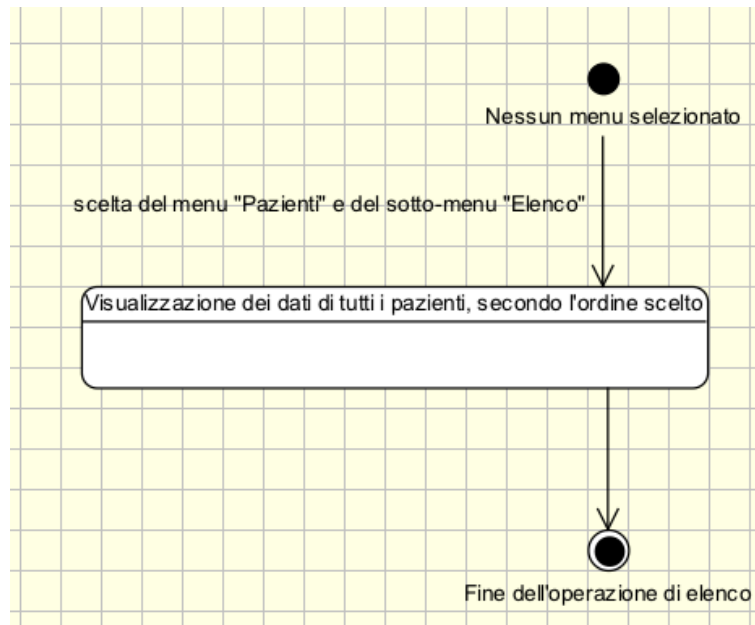 Nessun menu selezionato
scelta del menu "Pazienti" e del sotto-menu "Elenco"
Visualizzazione dei dati di tutti i pazienti, secondo l'ordine scelto
Fine dell'operazione di elenco